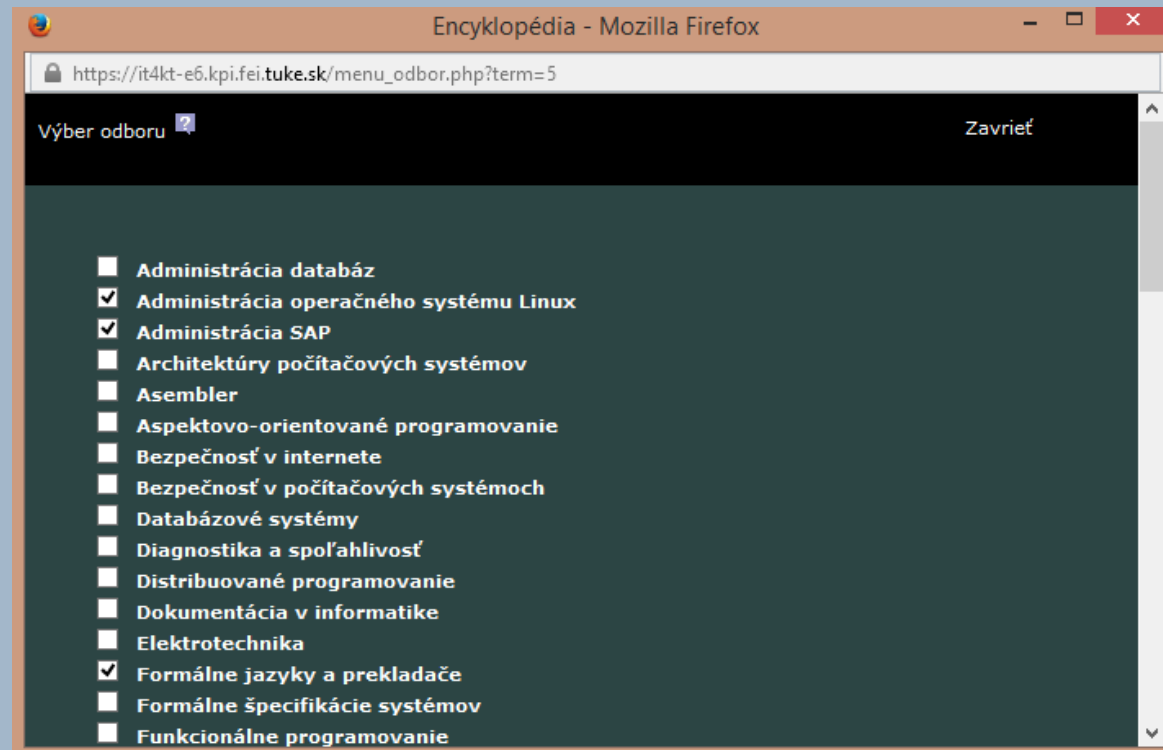 Encyklopédia - Mozilla Firefox
https://it4kt-e6.kpi.fei.tuke.sk/menu_odbor.php?term=5
Výber odboru ? Zavrieť
Administrácia databáz
Administrácia operačného systému Linux
Administrácia SAP
Architektúry počítačových systémov
Asembler
Aspektovo-orientované programovanie
Bezpečnosť v internete
Bezpečnosť v počítačových systémoch
Databázové systémy
Diagnostika a spoľahlivosť
Distribuované programovanie
Dokumentácia v informatike
Elektrotechnika
Formálne jazyky a prekladače
Formálne špecifikácie systémov
Funkcionálne programovanie